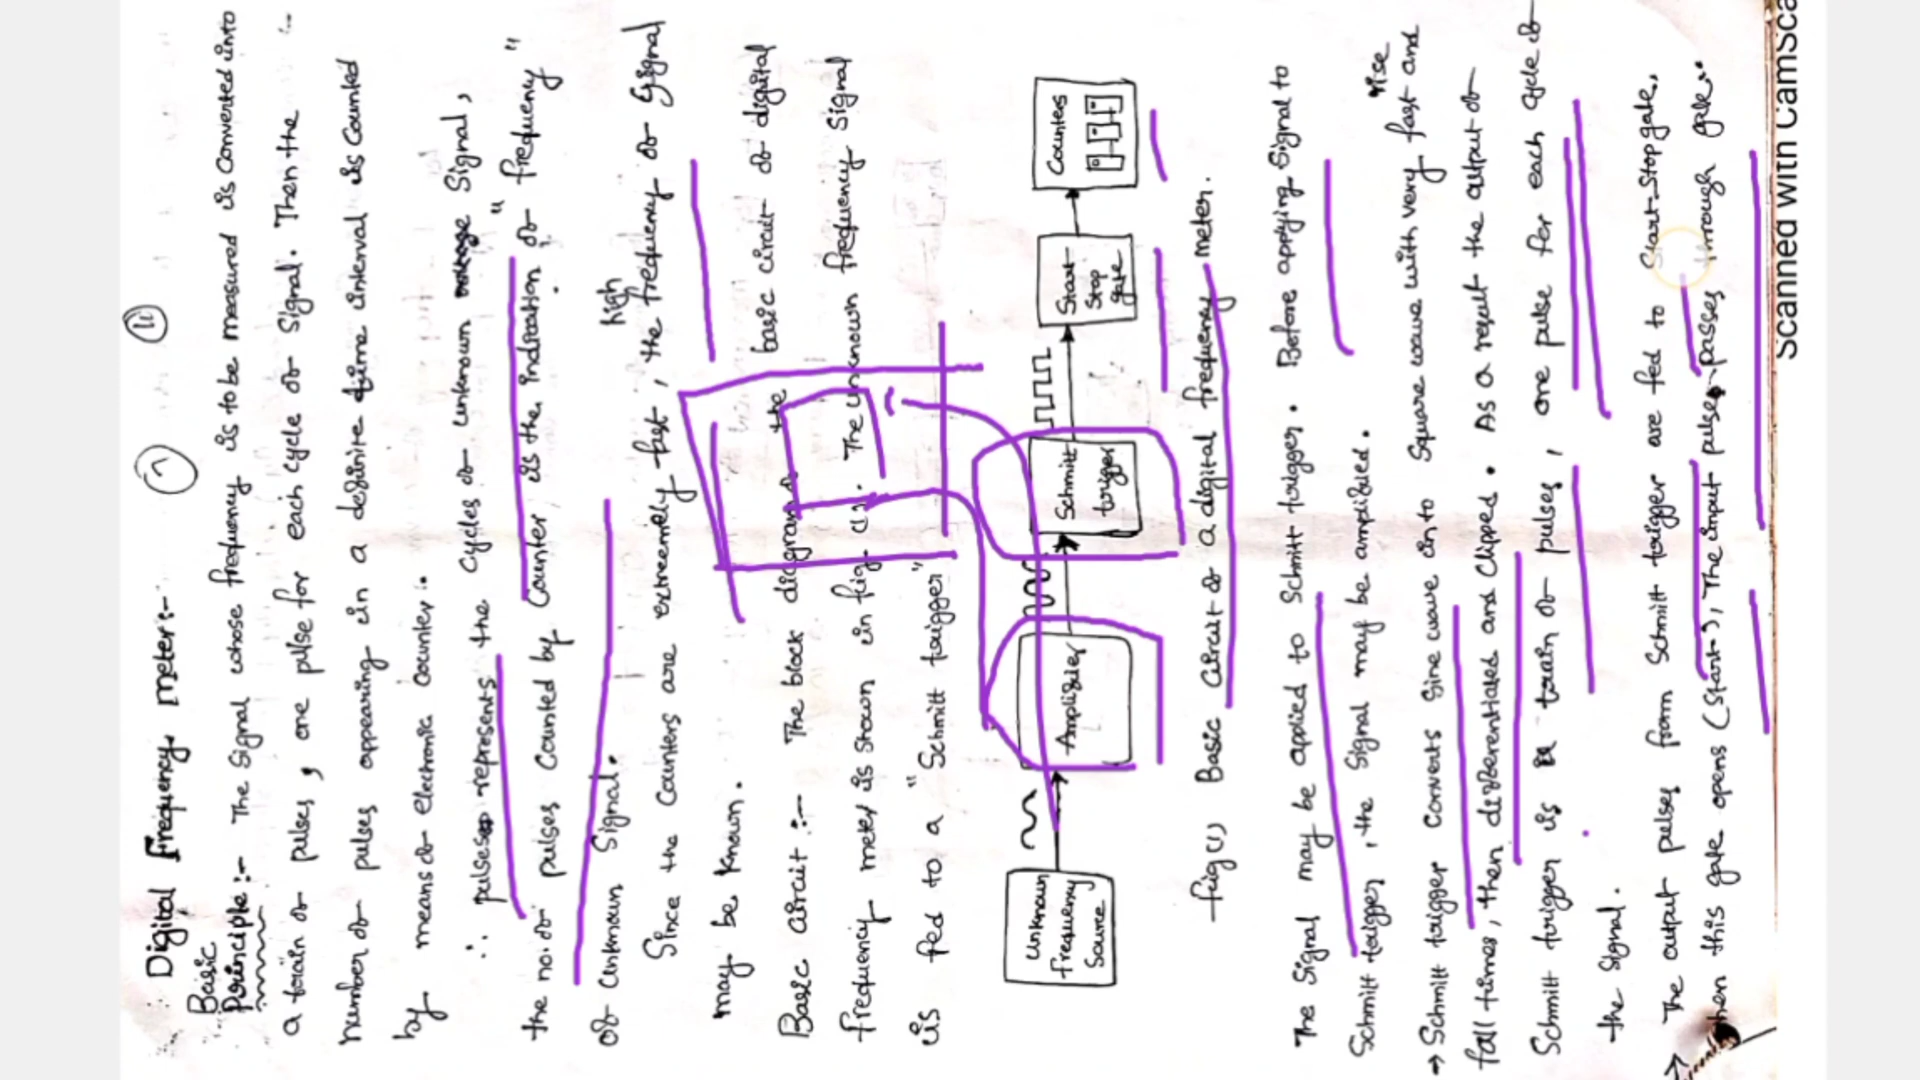 11
Digital Frequency meters:-
Basic
Principle :- The signal whose frequency is to be measured is converted into
a train of pulses, one pulse for each cycle of signal. Then the
number of pulses appearing in a definite time interval is counted
by means of electronic counter.
∴ pulses represents the cycles of unknown signal,
the no. of pulses counted by counter is the "indication of frequency"
of unknown signal.
high
Since the counters are extreemely fast, the frequency of signal
may be known.
Basic circuit :- The block diagram of the basic circuit of digital
frequency meter is shown in fig (1). The unknown frequency signal
is fed to a "Schmitt trigger"
Unknown
frequency
Source
Amplifier
Schmitt
trigger
Start-
Stop
gate
Counters
fig (1) Basic circuit of a digital frequency meter.
The signal may be applied to Schmitt trigger. Before applying signal to
Schmitt trigger, the signal may be amplified.
rise
→ Schmitt trigger converts sine wave in to square wave with very fast and
fall times, then differentiated and clipped. As a result the output of
Schmitt trigger is a train of pulses, one pulse for each cycle of
the signal.
→ The output pulses from Schmitt trigger are fed to Start-stop gate.
when this gate opens (start), The input pulses passes through gate.
Scanned with CamSca